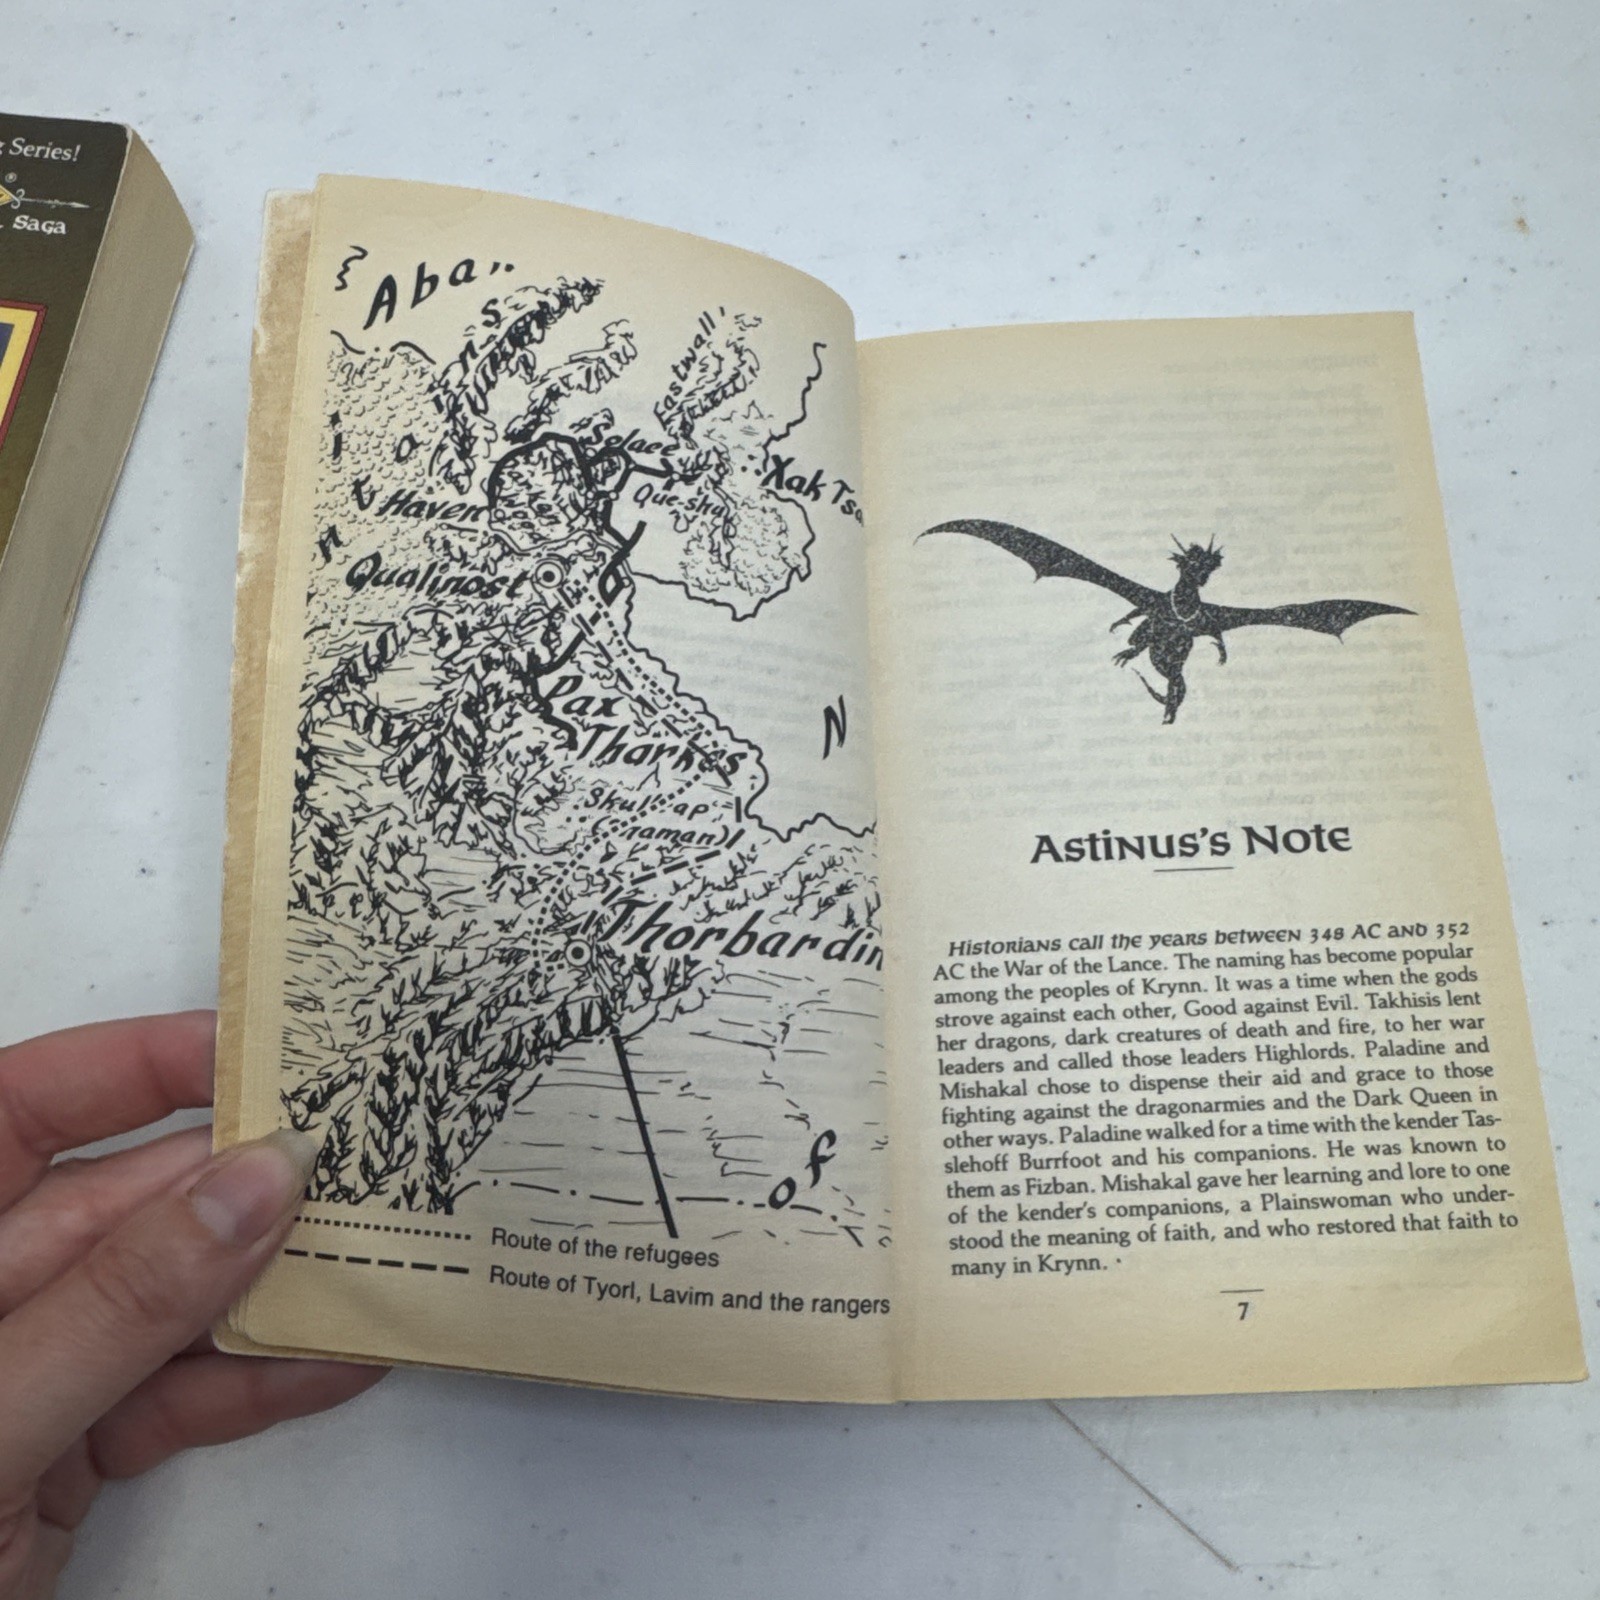 Series!
®
Saga
Aba
Eastwall
Solace
Xak Tsa
Haven
Que-shu
Qualinost
Pax
Tharkas
N
Thorbardin
of
Route of the refugees
Route of Tyorl, Lavim and the rangers
Astinus's Note
Historians call the years between 348 AC and 352
AC the War of the Lance. The naming has become popular
among the peoples of Krynn. It was a time when the gods
strove against each other, Good against Evil. Takhisis lent
her dragons, dark creatures of death and fire, to her war
leaders and called those leaders Highlords. Paladine and
Mishakal chose to dispense their aid and grace to those
fighting against the dragonarmies and the Dark Queen in
other ways. Paladine walked for a time with the kender Tas-
slehoff Burrfoot and his companions. He was known to
them as Fizban. Mishakal gave her learning and lore to one
of the kender's companions, a Plainswoman who under-
stood the meaning of faith, and who restored that faith to
many in Krynn.
7